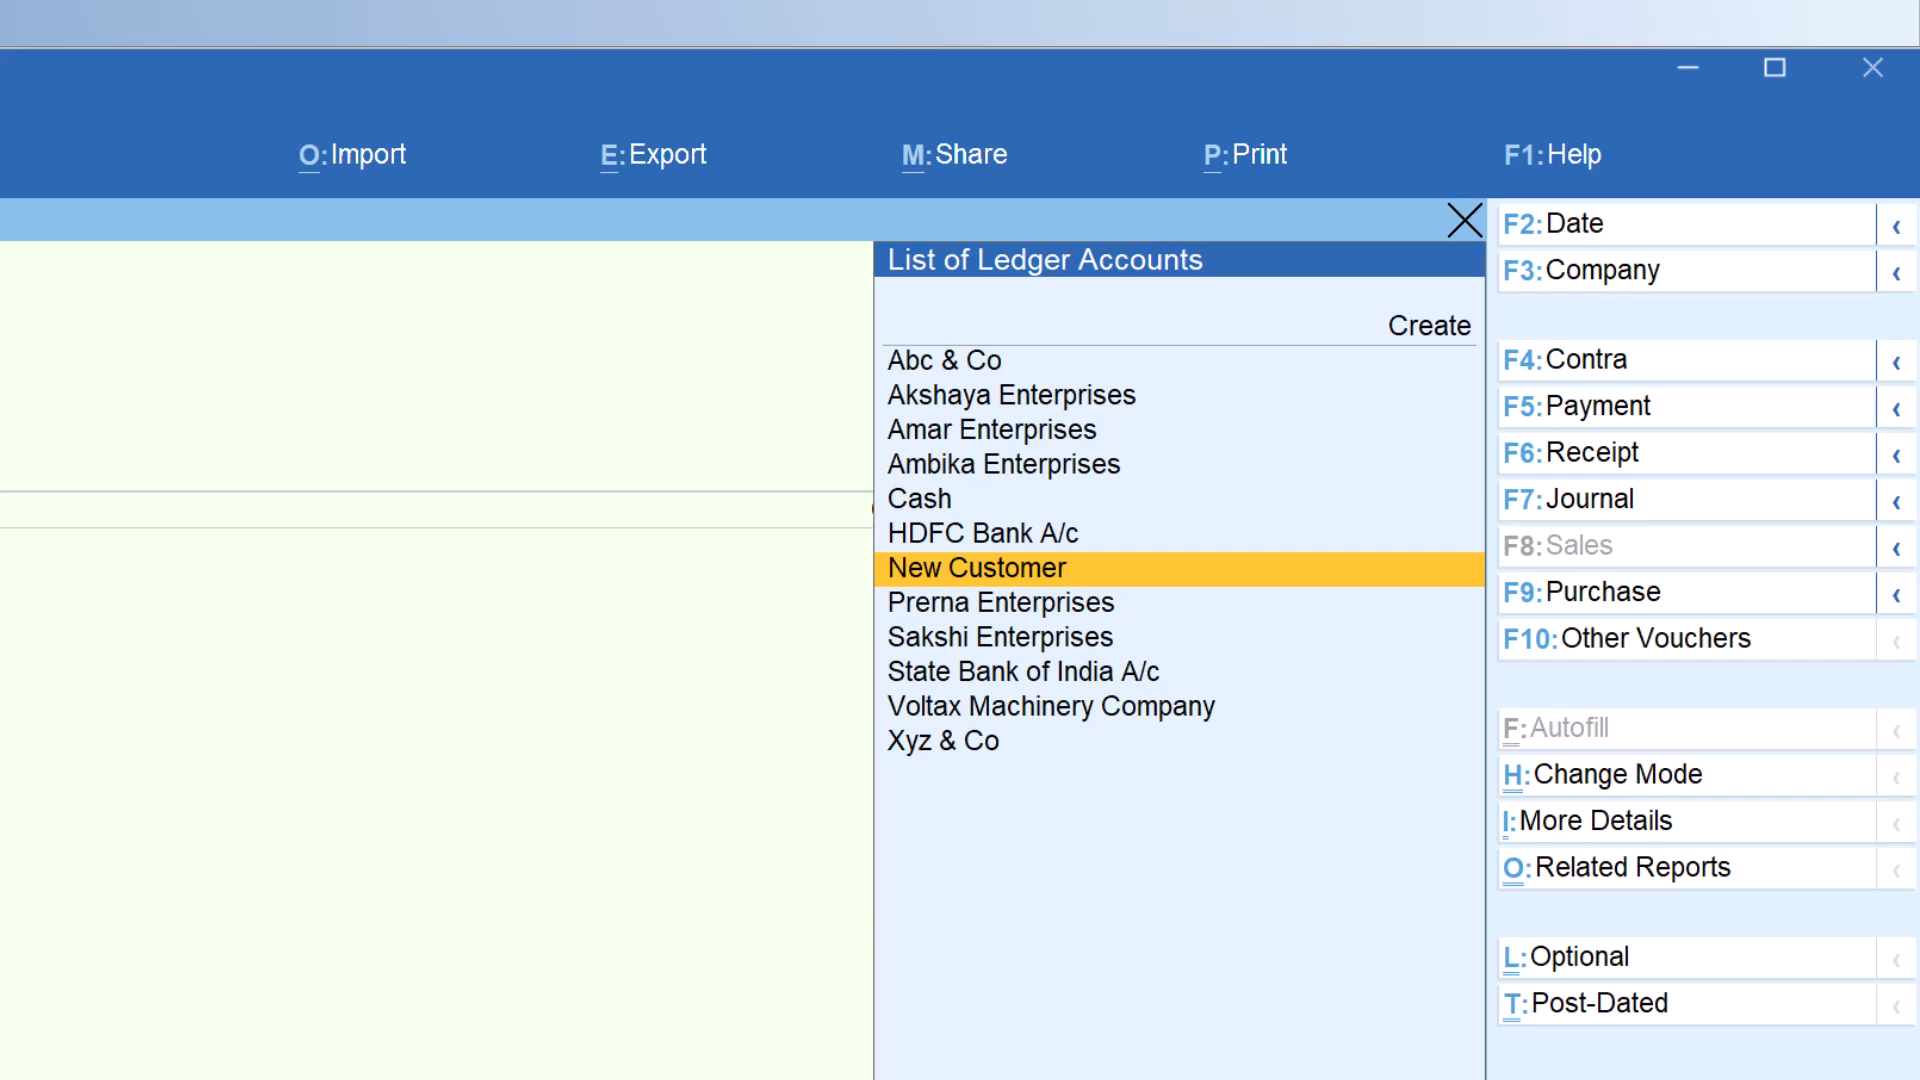 O:Import E:Export M:Share P:Print F1:Help
List of Ledger Accounts
Create
Abc & Co
Akshaya Enterprises
Amar Enterprises
Ambika Enterprises
Cash
HDFC Bank A/c
New Customer
Prerna Enterprises
Sakshi Enterprises
State Bank of India A/c
Voltax Machinery Company
Xyz & Co
F2:Date
F3:Company
F4:Contra
F5:Payment
F6:Receipt
F7:Journal
F8:Sales
F9:Purchase
F10:Other Vouchers
F:Autofill
H:Change Mode
I:More Details
O:Related Reports
L:Optional
T:Post-Dated